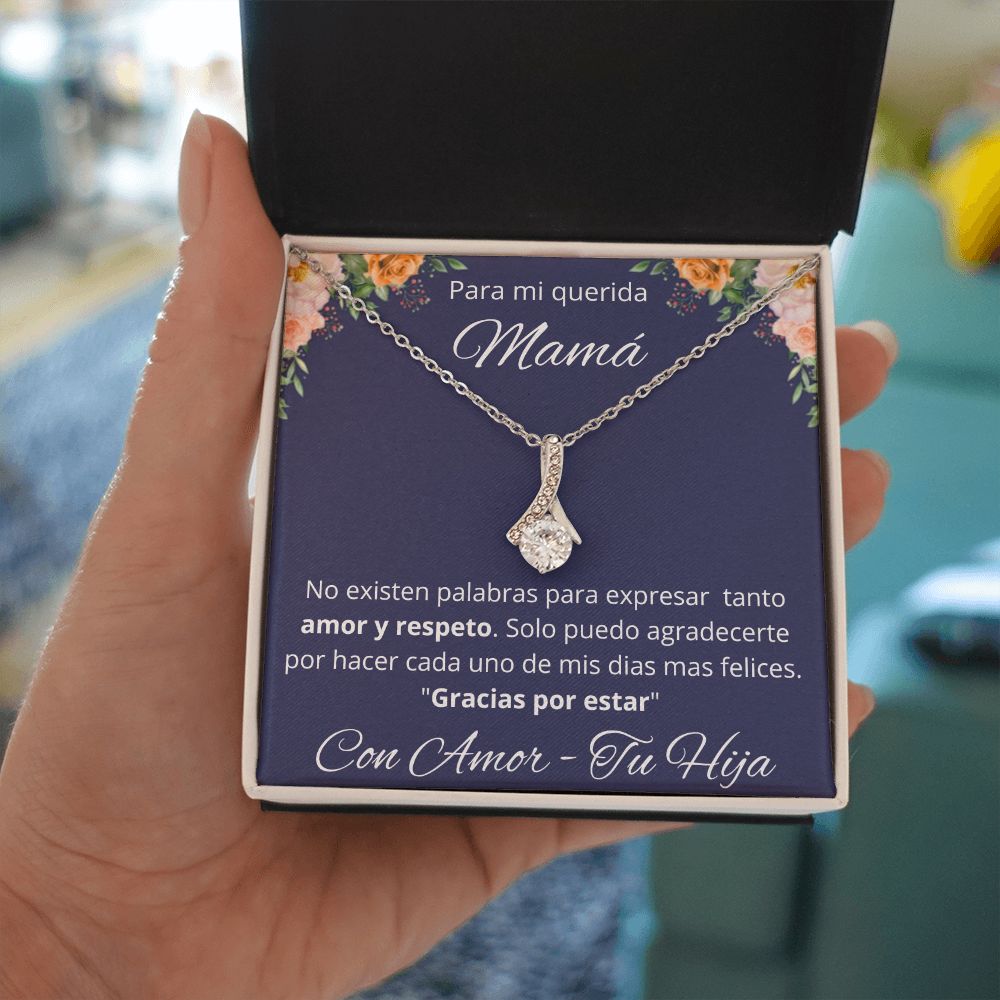 Para mi querida
Mamá
No existen palabras para expresar  tanto
amor y respeto. Solo puedo agradecerte
por hacer cada uno de mis dias mas felices.
"Gracias por estar"
Con Amor - Tu Hija